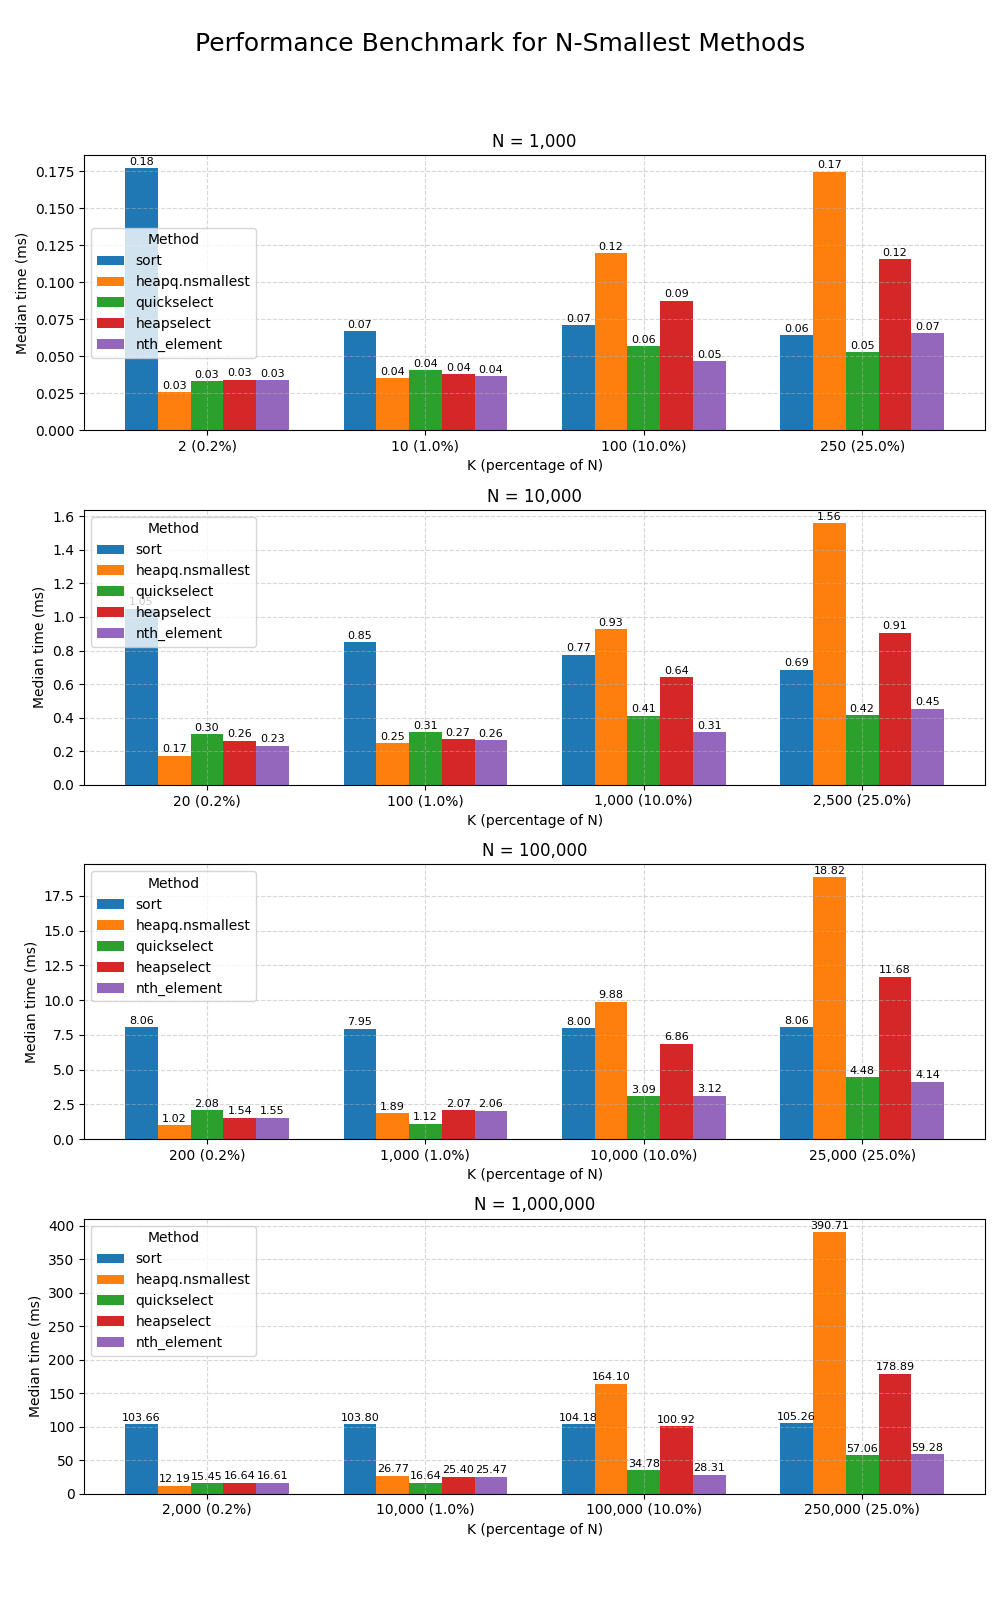 Performance Benchmark for N-Smallest Methods
N = 1,000
Median time (ms)
0.175
0.150
0.125
0.100
0.075
0.050
0.025
0.000
Method
sort
heapq.nsmallest
quickselect
heapselect
nth_element
0.18 0.03 0.03 0.03 0.03
0.07 0.04 0.04 0.04 0.04
0.07 0.12 0.06 0.09 0.05
0.06 0.17 0.05 0.12 0.07
2 (0.2%) 10 (1.0%) 100 (10.0%) 250 (25.0%)
K (percentage of N)
N = 10,000
Median time (ms)
1.6
1.4
1.2
1.0
0.8
0.6
0.4
0.2
0.0
Method
sort
heapq.nsmallest
quickselect
heapselect
nth_element
1.05 0.17 0.30 0.26 0.23
0.85 0.25 0.31 0.27 0.26
0.77 0.93 0.41 0.64 0.31
0.69 1.56 0.42 0.91 0.45
20 (0.2%) 100 (1.0%) 1,000 (10.0%) 2,500 (25.0%)
K (percentage of N)
N = 100,000
Median time (ms)
17.5
15.0
12.5
10.0
7.5
5.0
2.5
0.0
Method
sort
heapq.nsmallest
quickselect
heapselect
nth_element
8.06 1.02 2.08 1.54 1.55
7.95 1.89 1.12 2.07 2.06
8.00 9.88 3.09 6.86 3.12
8.06 18.82 4.48 11.68 4.14
200 (0.2%) 1,000 (1.0%) 10,000 (10.0%) 25,000 (25.0%)
K (percentage of N)
N = 1,000,000
Median time (ms)
400
350
300
250
200
150
100
50
0
Method
sort
heapq.nsmallest
quickselect
heapselect
nth_element
103.66 12.19 15.45 16.64 16.61
103.80 26.77 16.64 25.40 25.47
104.18 164.10 34.78 100.92 28.31
105.26 390.71 57.06 178.89 59.28
2,000 (0.2%) 10,000 (1.0%) 100,000 (10.0%) 250,000 (25.0%)
K (percentage of N)